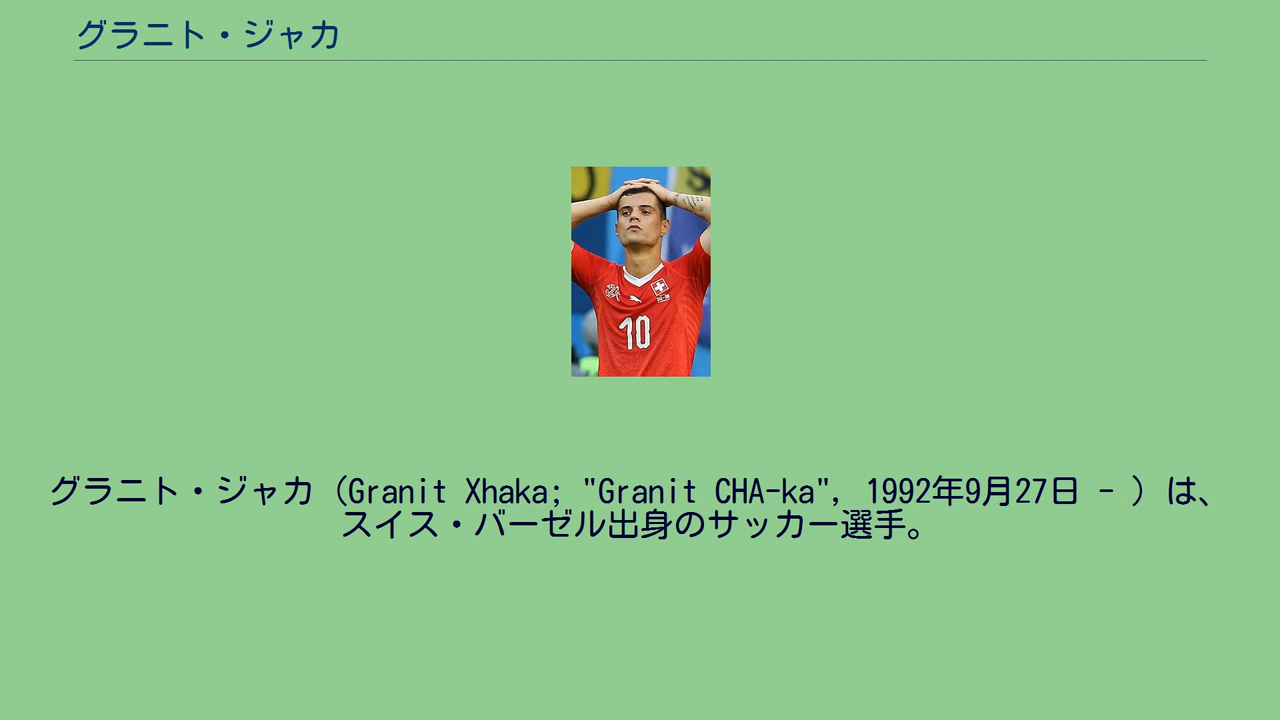 グラニト・ジャカ
10
グラニト・ジャカ（Granit Xhaka; "Granit CHA-ka", 1992年9月27日 - ）は、
スイス・バーゼル出身のサッカー選手。